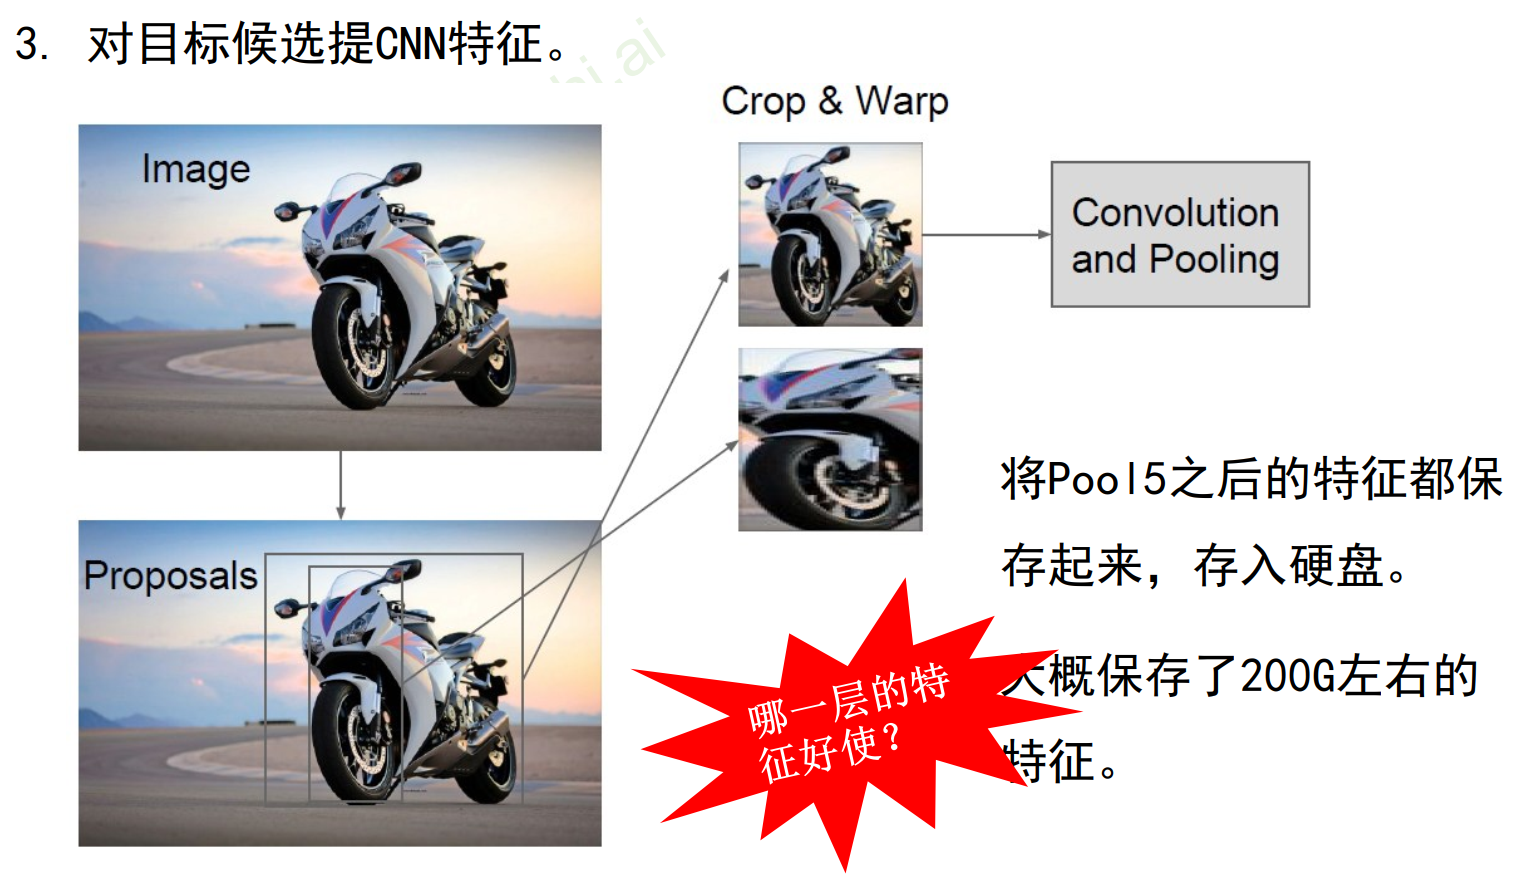 3. 对目标候选提CNN特征。
Crop & Warp
Image
Convolution
and Pooling
Proposals
将Pool5之后的特征都保
存起来，存入硬盘。
大概保存了200G左右的
特征。
哪一层的特
征好使？